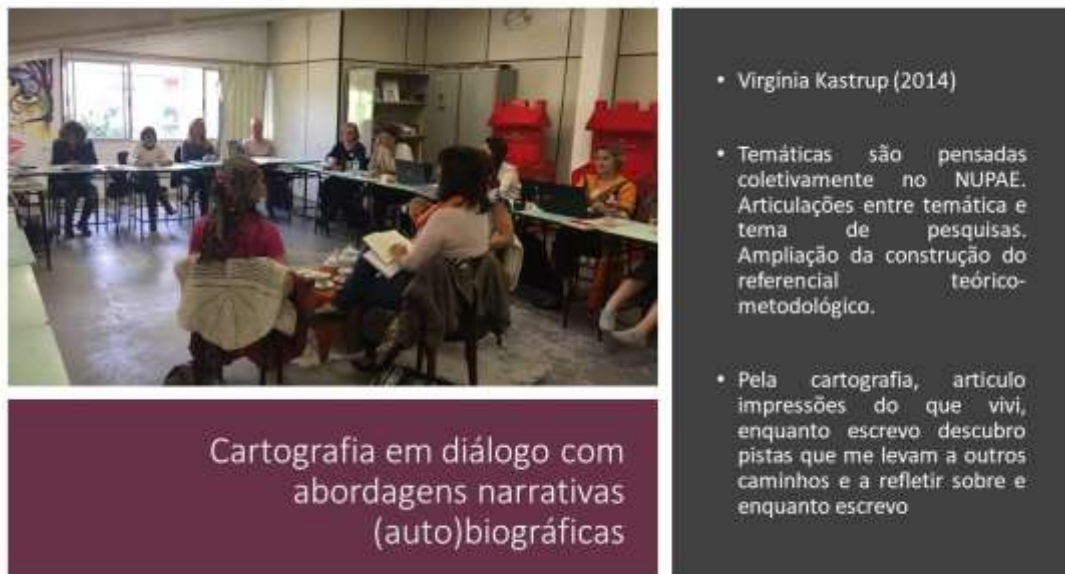 Cartografia em diálogo com
abordagens narrativas
(auto)biográficas
• Virgínia Kastrup (2014)
• Temáticas são pensadas
coletivamente no NUPAE.
Articulações entre temática e
tema de pesquisas.
Ampliação da construção do
referencial teórico-
metodológico.
• Pela cartografia, articulo
impressões do que vivi,
enquanto escrevo descubro
pistas que me levam a outros
caminhos e a refletir sobre e
enquanto escrevo